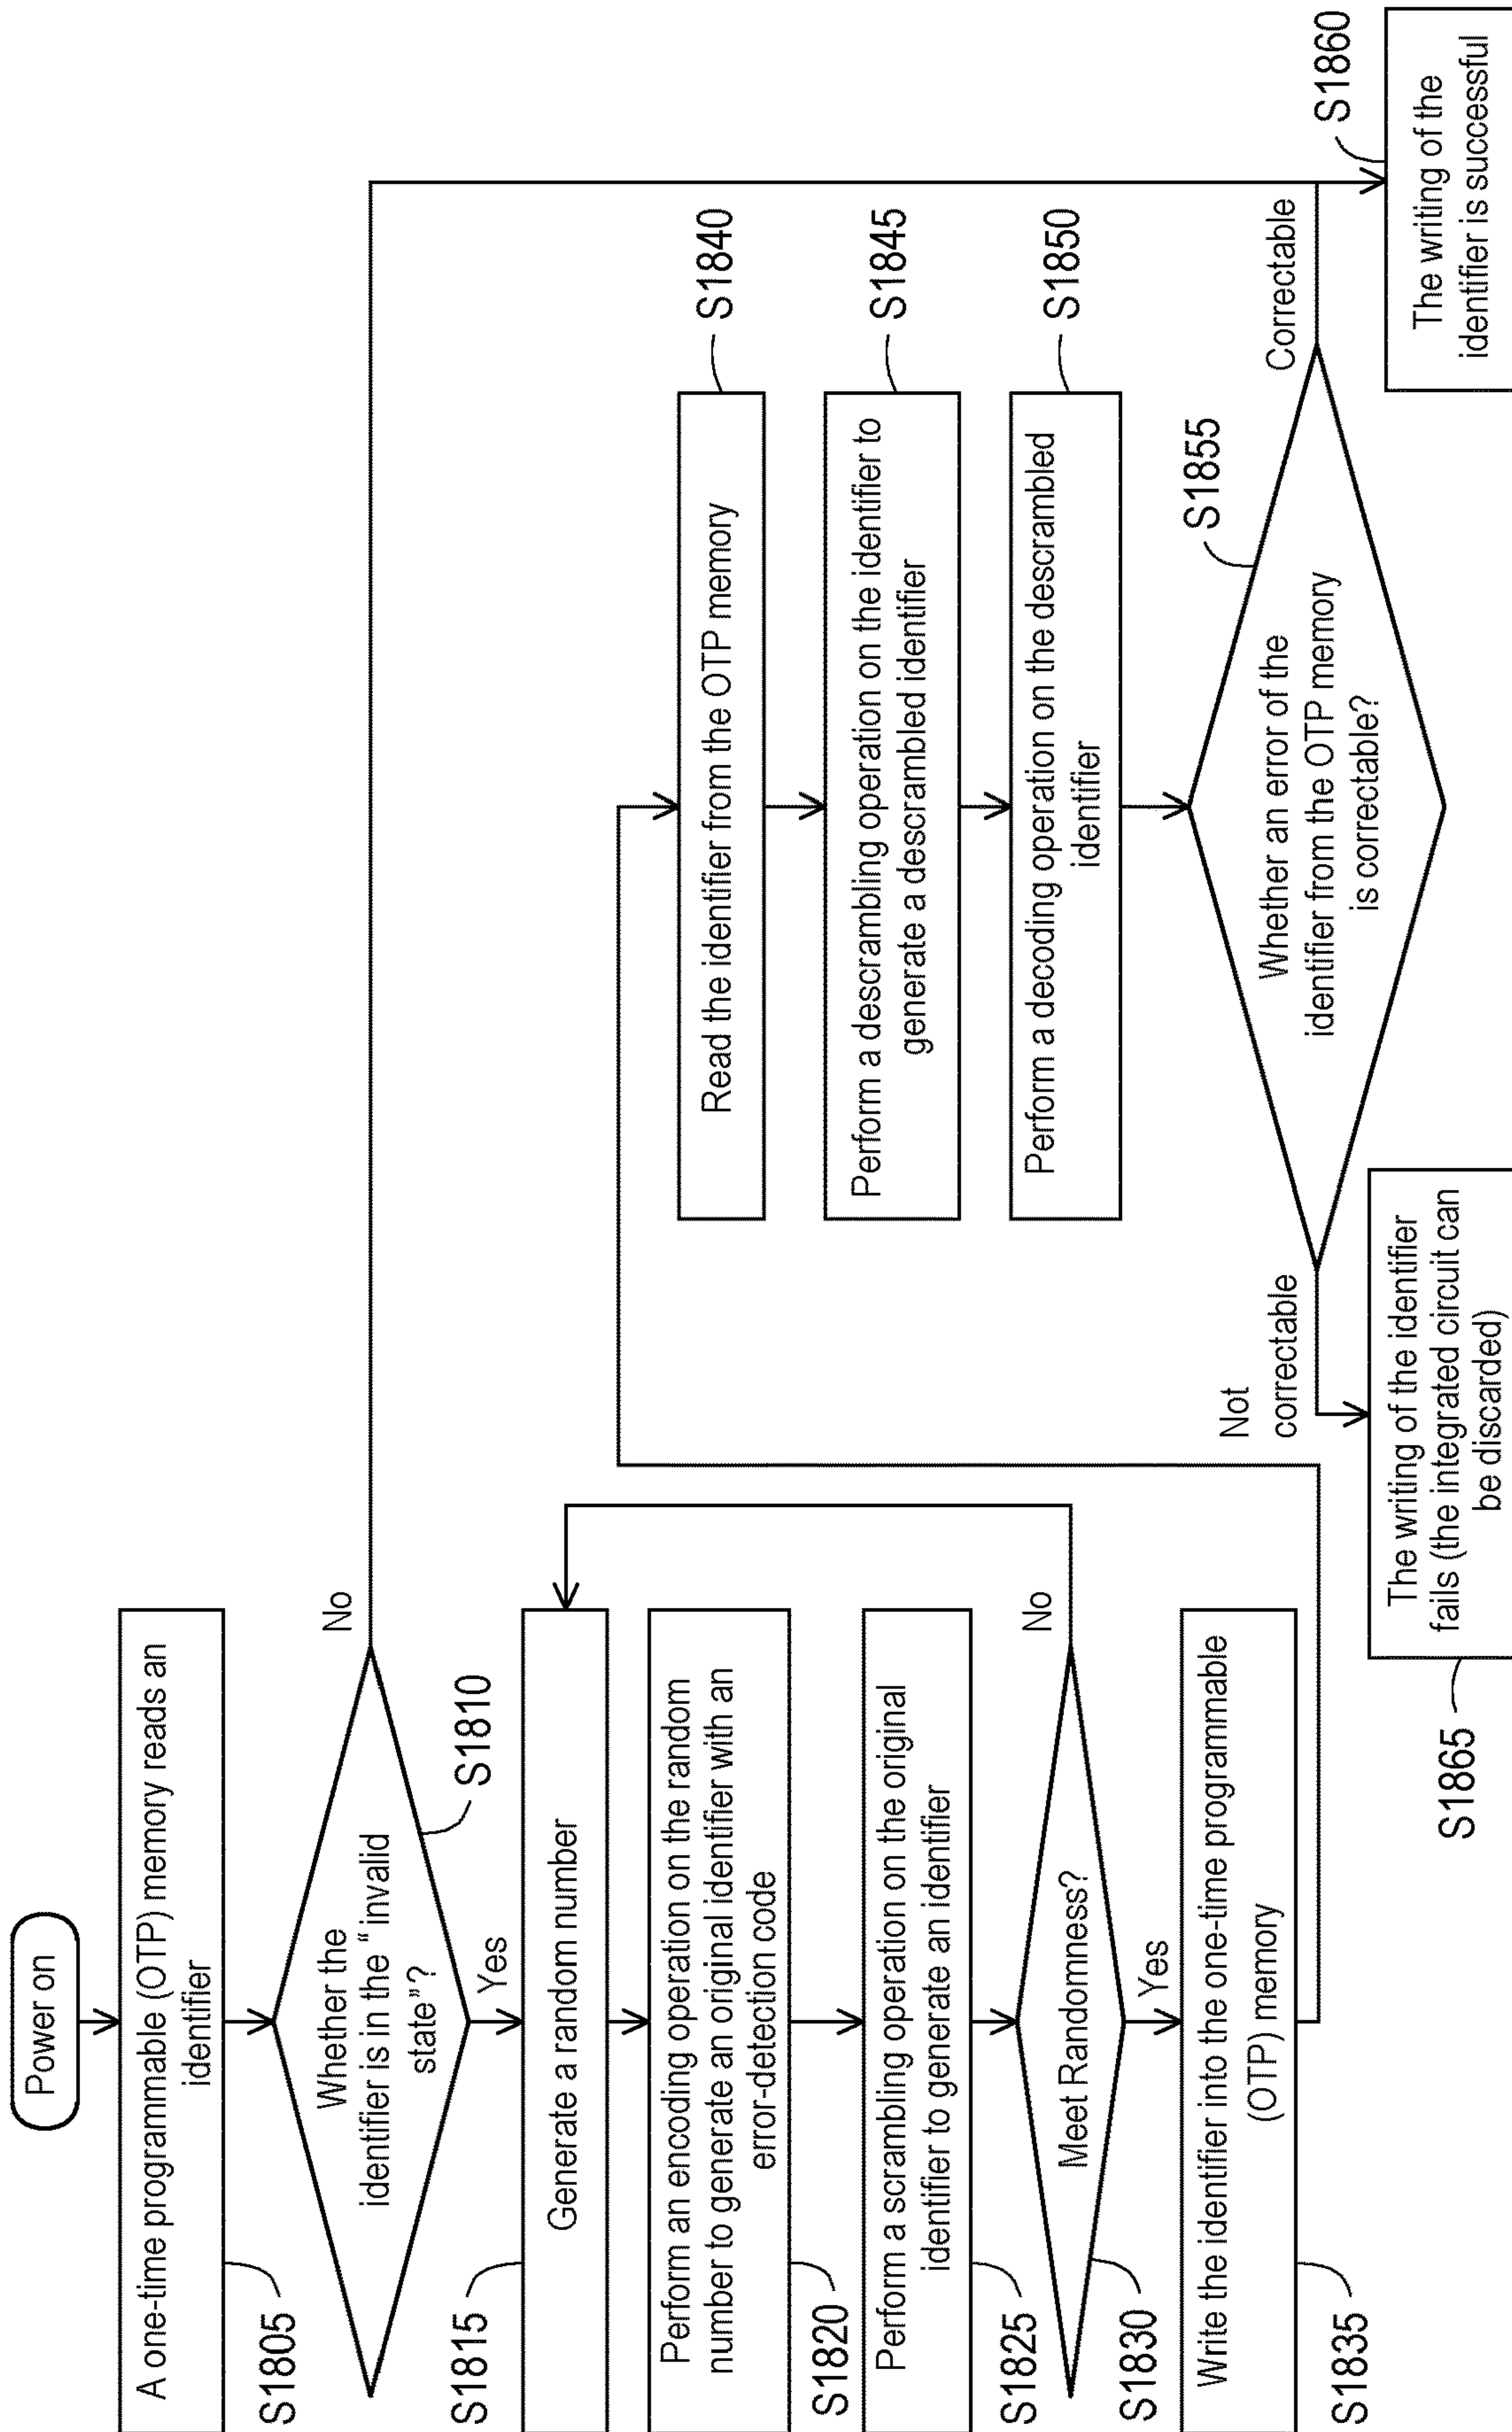 Power on
A one-time programmable (OTP) memory reads an
identifier
S1805
Whether the
identifier is in the “invalid
state”?
S1810
No
Yes
Generate a random number
S1815
Perform an encoding operation on the random
number to generate an original identifier with an
error-detection code
S1820
Perform a scrambling operation on the original
identifier to generate an identifier
S1825
Meet Randomness?
S1830
No
Yes
Write the identifier into the one-time programmable
(OTP) memory
S1835
Read the identifier from the OTP memory
S1840
Perform a descrambling operation on the identifier to
generate a descrambled identifier
S1845
Perform a decoding operation on the descrambled
identifier
S1850
Whether an error of the
identifier from the OTP memory
is correctable?
S1855
Not
correctable
Correctable
The writing of the identifier
fails (the integrated circuit can
be discarded)
S1865
The writing of the
identifier is successful
S1860